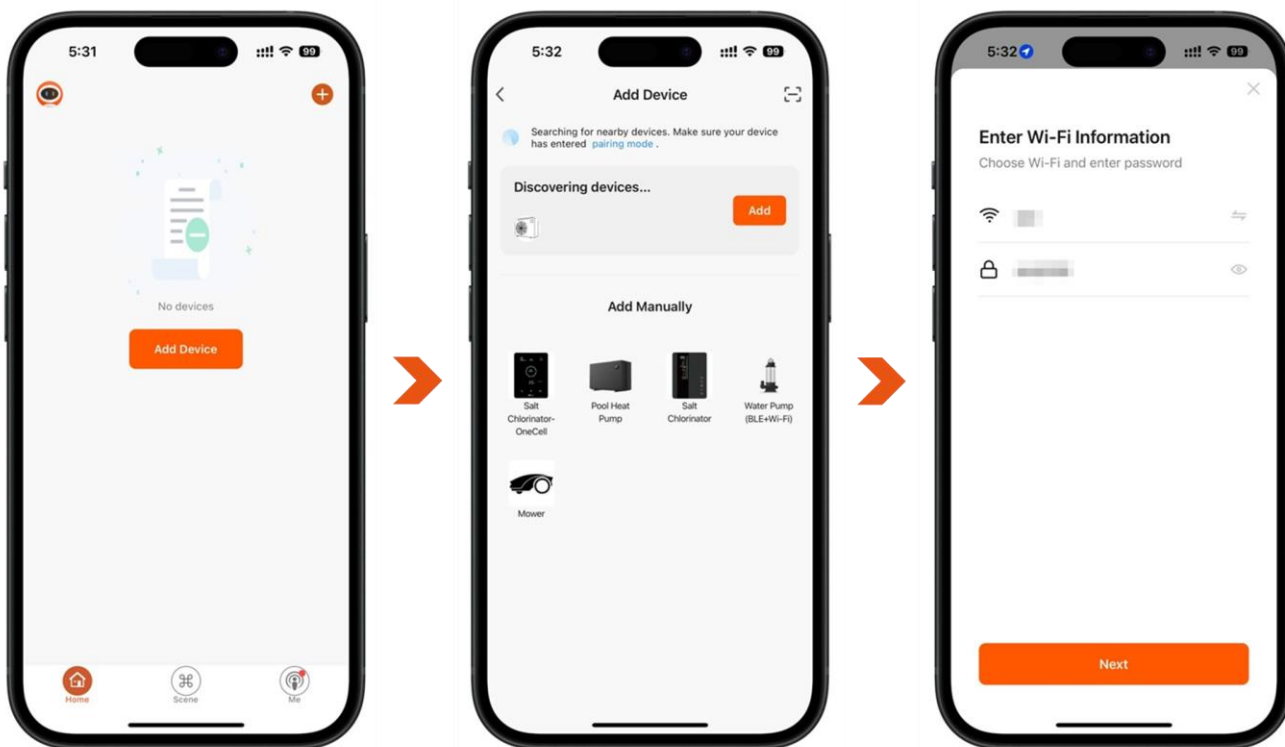 5:31
99
No devices
Add Device
Home
Scene
Me
5:32
99
Add Device
Searching for nearby devices. Make sure your device
has entered pairing mode .
Discovering devices...
Add
Add Manually
Salt
Chlorinator-
OneCell
Pool Heat
Pump
Salt
Chlorinator
Water Pump
(BLE+Wi-Fi)
Mower
5:32
99
Enter Wi-Fi Information
Choose Wi-Fi and enter password
Next